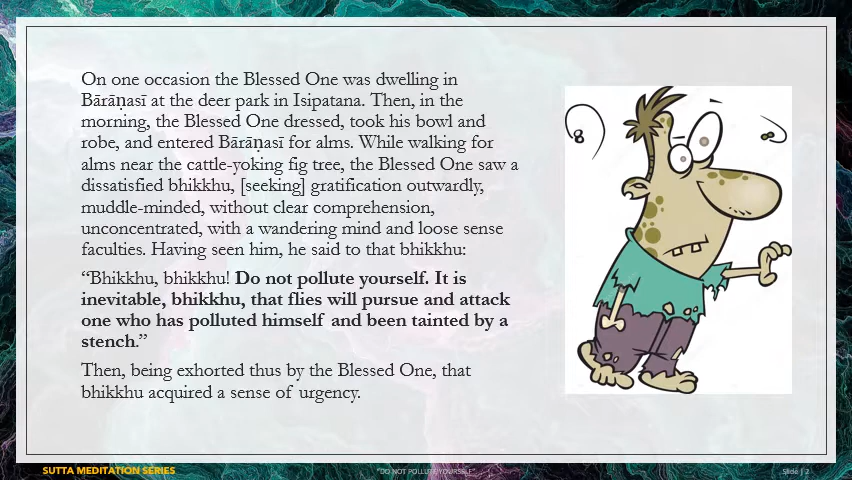 On one occasion the Blessed One was dwelling in
Bārāṇasī at the deer park in Isipatana. Then, in the
morning, the Blessed One dressed, took his bowl and
robe, and entered Bārāṇasī for alms. While walking for
alms near the cattle-yoking fig tree, the Blessed One saw a
dissatisfied bhikkhu, [seeking] gratification outwardly,
muddle-minded, without clear comprehension,
unconcentrated, with a wandering mind and loose sense
faculties. Having seen him, he said to that bhikkhu:
“Bhikkhu, bhikkhu! Do not pollute yourself. It is
inevitable, bhikkhu, that flies will pursue and attack
one who has polluted himself and been tainted by a
stench.”
Then, being exhorted thus by the Blessed One, that
bhikkhu acquired a sense of urgency.
SUTTA MEDITATION SERIES
"DO NOT POLLUTE YOURSELF"
Slide | 2